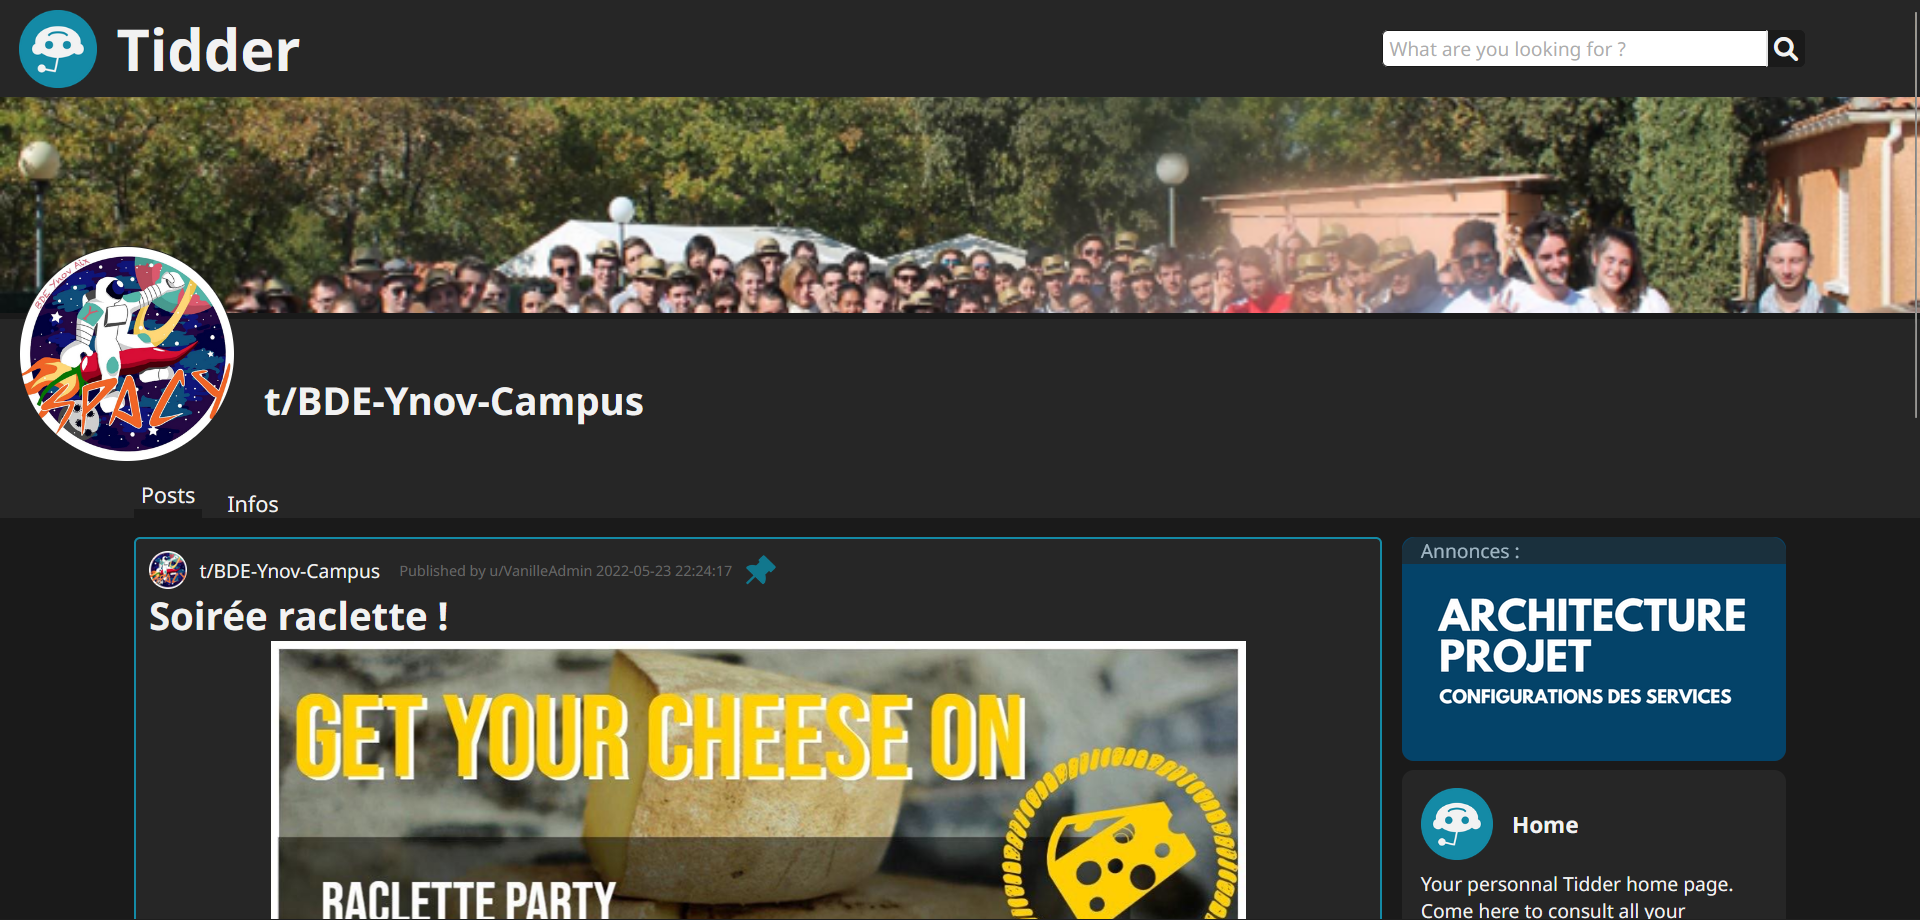 Tidder
What are you looking for ?
BDE Ynov Aix
SPACY
t/BDE-Ynov-Campus
Posts
Infos
t/BDE-Ynov-Campus Published by u/VanilleAdmin 2022-05-23 22:24:17
Soirée raclette !
GET YOUR CHEESE ON
RACLETTE PARTY
Annonces :
ARCHITECTURE
PROJET
CONFIGURATIONS DES SERVICES
Home
Your personnal Tidder home page.
Come here to consult all your